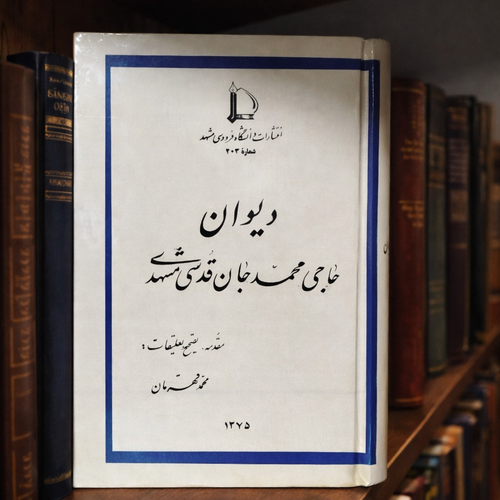 انتشارات دانشگاه فردوسی مشهد
شمارهٔ ۲۰۳
دیوان
حاجی محمد جان قدسی مشهدی
مقدمه، تصحیح و تعلیقات:
محمد قهرمان
۱۳۷۵